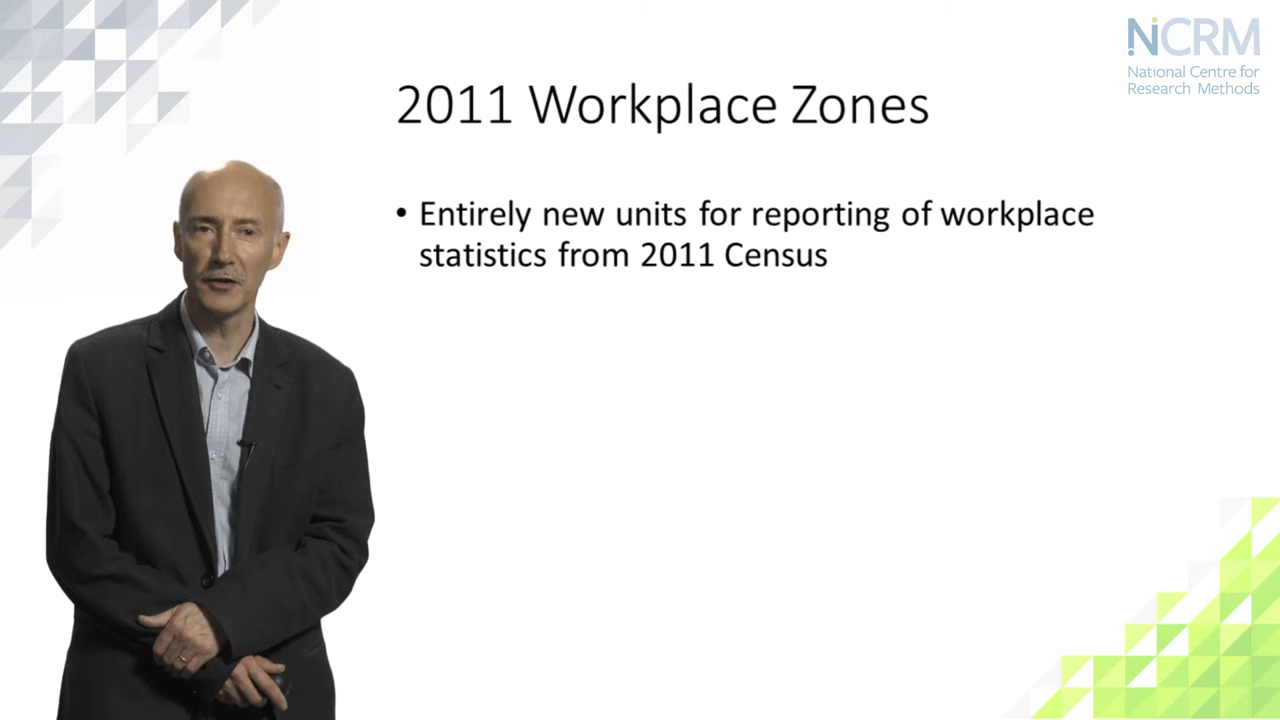 NCRM
National Centre for
Research Methods
2011 Workplace Zones
• Entirely new units for reporting of workplace
statistics from 2011 Census